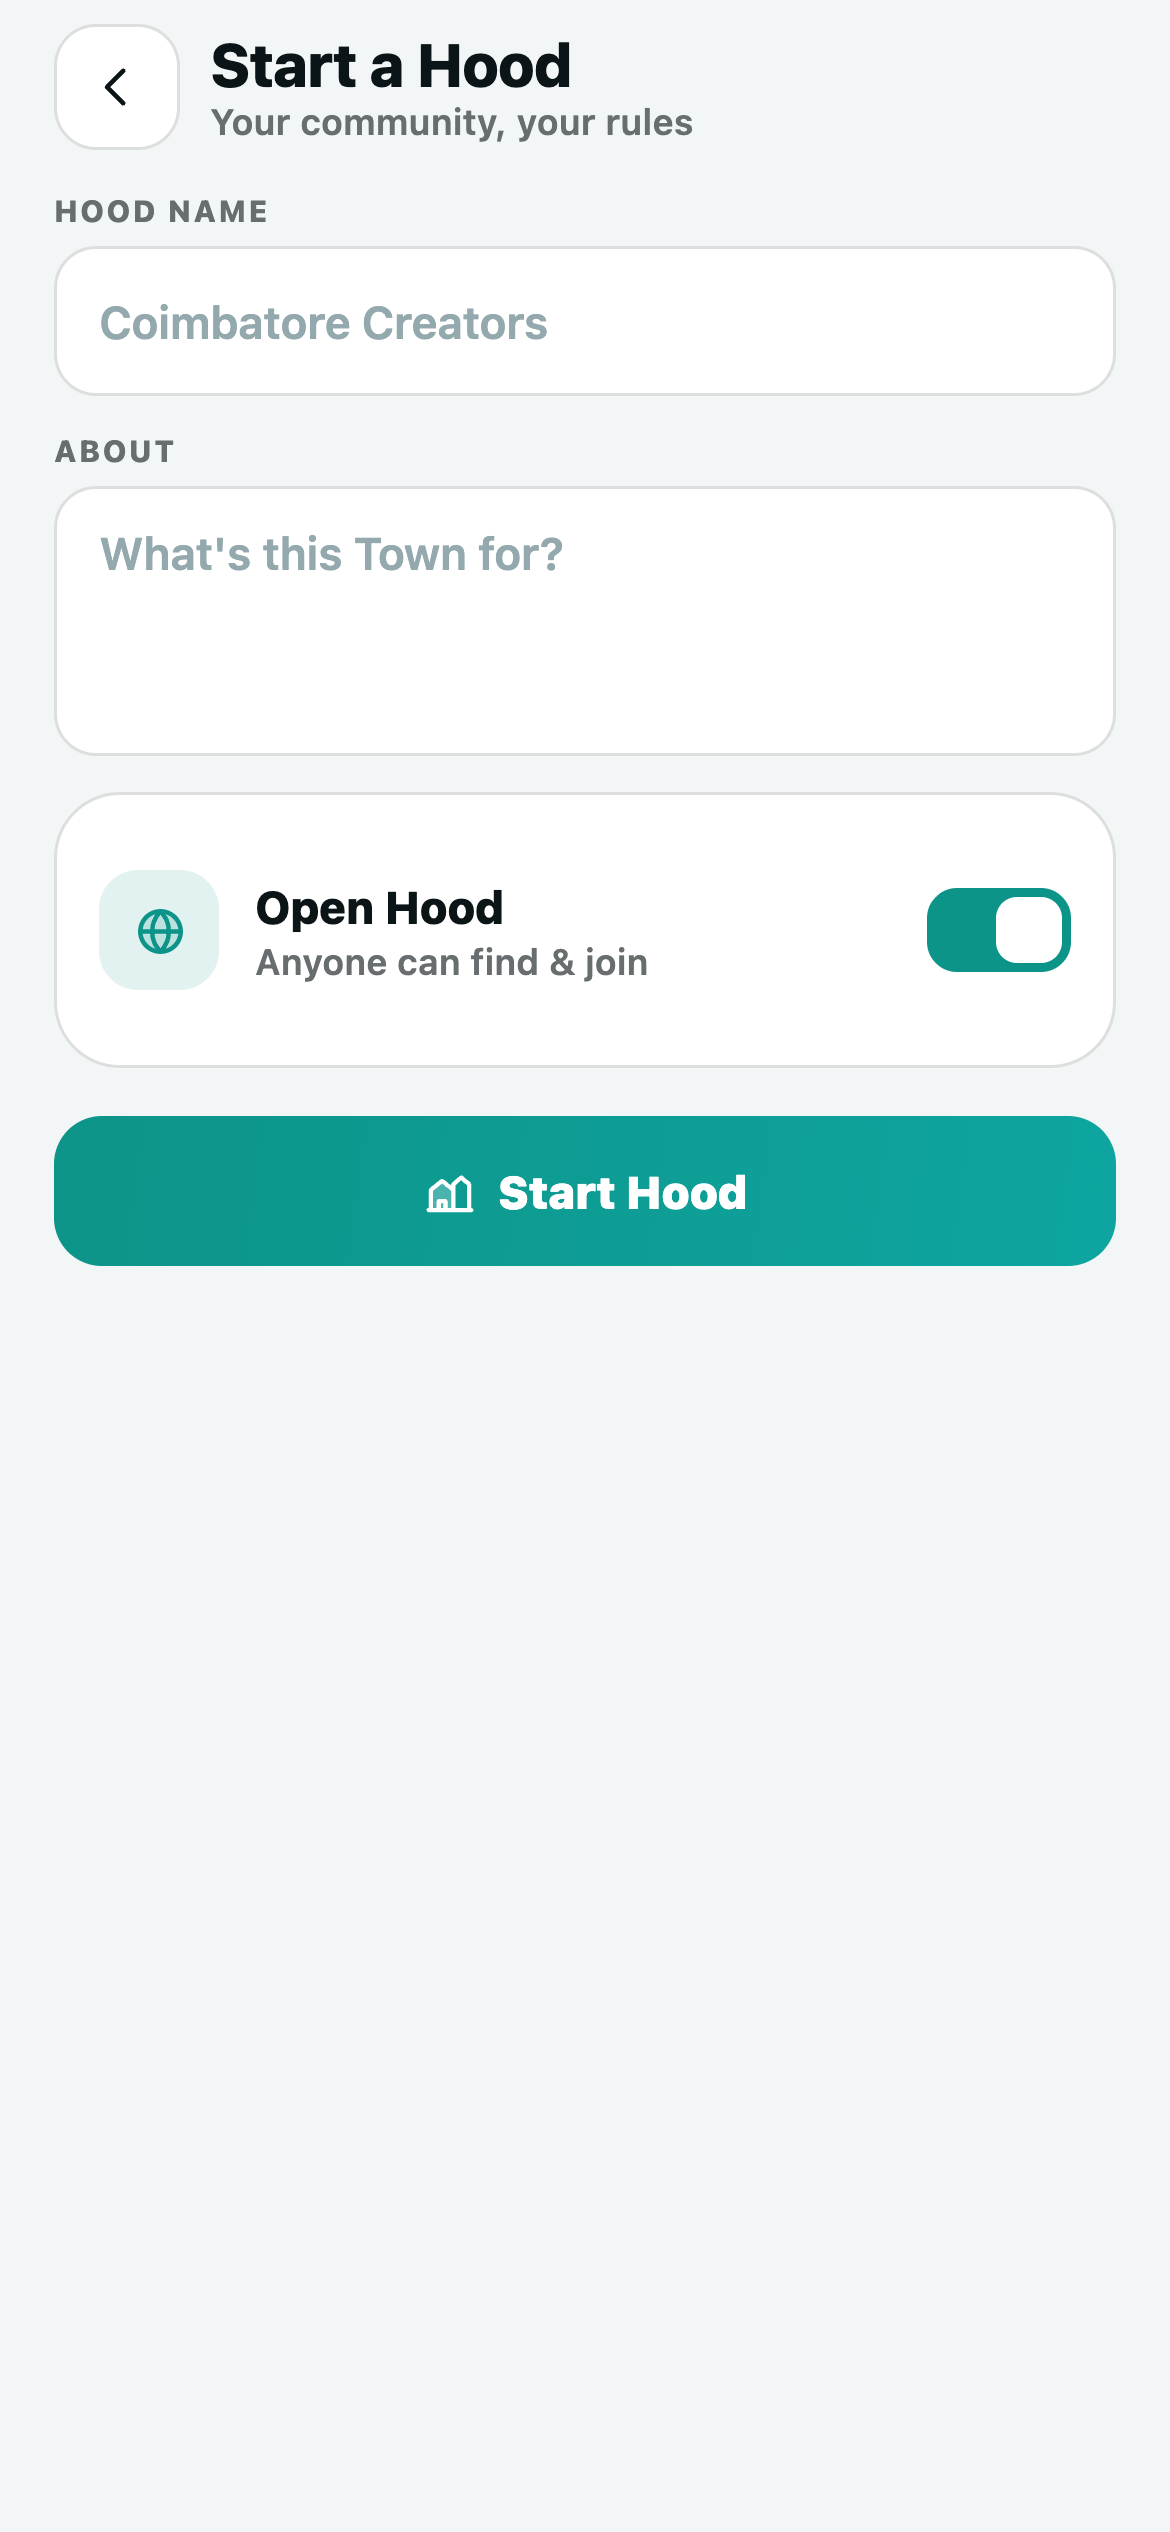 Start a Hood
Your community, your rules
HOOD NAME
Coimbatore Creators
ABOUT
What's this Town for?
Open Hood
Anyone can find & join
Start Hood